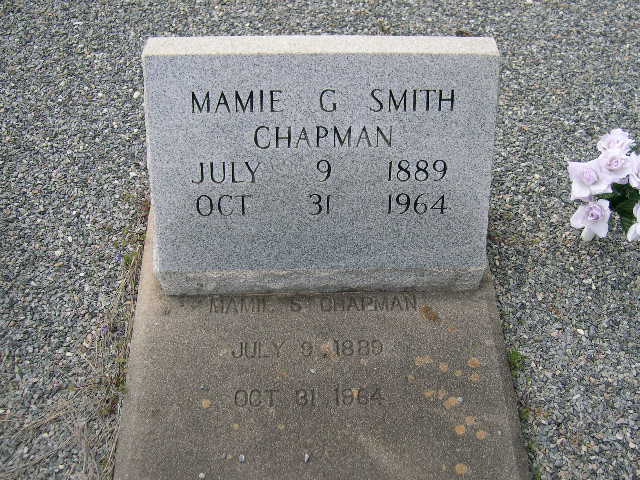 MAMIE G SMITH
CHAPMAN
JULY 9 1889
OCT 31 1964
MAMIE S CHAPMAN
JULY 9 1889
OCT 31 1964